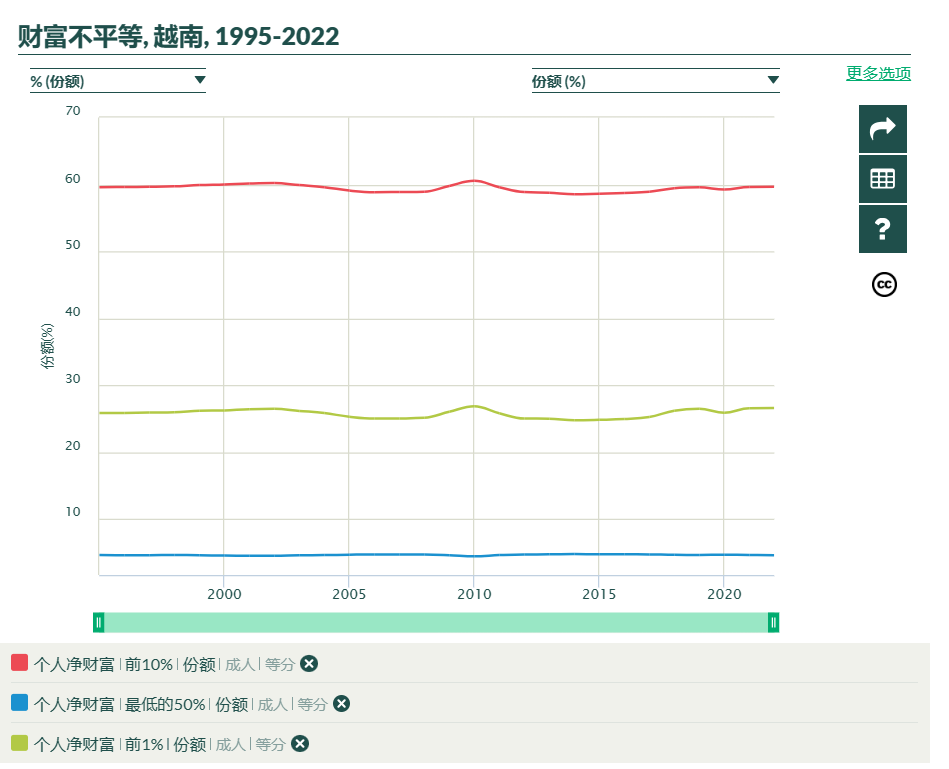 财富不平等, 越南, 1995-2022
% (份额)
份额 (%)
更多选项
70
60
50
40
30
20
10
份额(%)
2000 2005 2010 2015 2020
?
cc
个人净财富 | 前10% | 份额 | 成人 | 等分
个人净财富 | 最低的50% | 份额 | 成人 | 等分
个人净财富 | 前1% | 份额 | 成人 | 等分